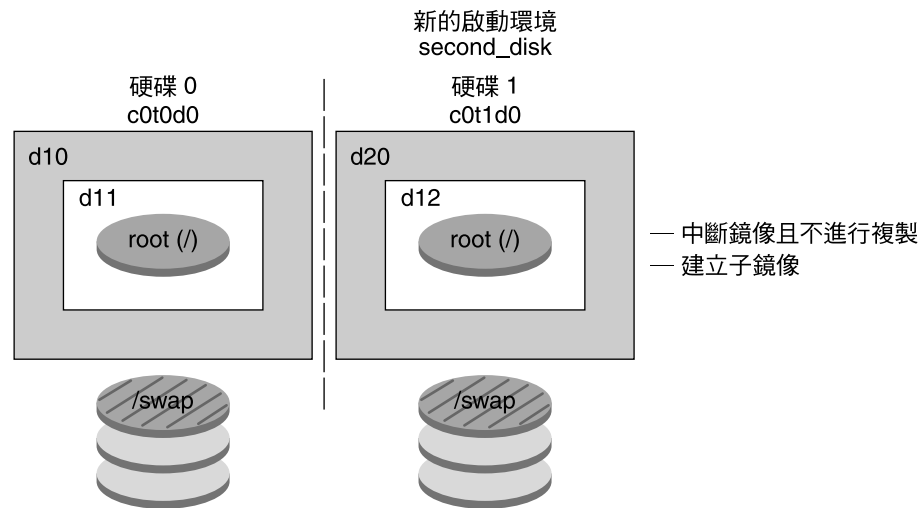 新的啟動環境
second_disk
硬碟 0
c0t0d0
硬碟 1
c0t1d0
d10
d11
root (/)
/swap
d20
d12
root (/)
/swap
中斷鏡像且不進行複製
建立子鏡像